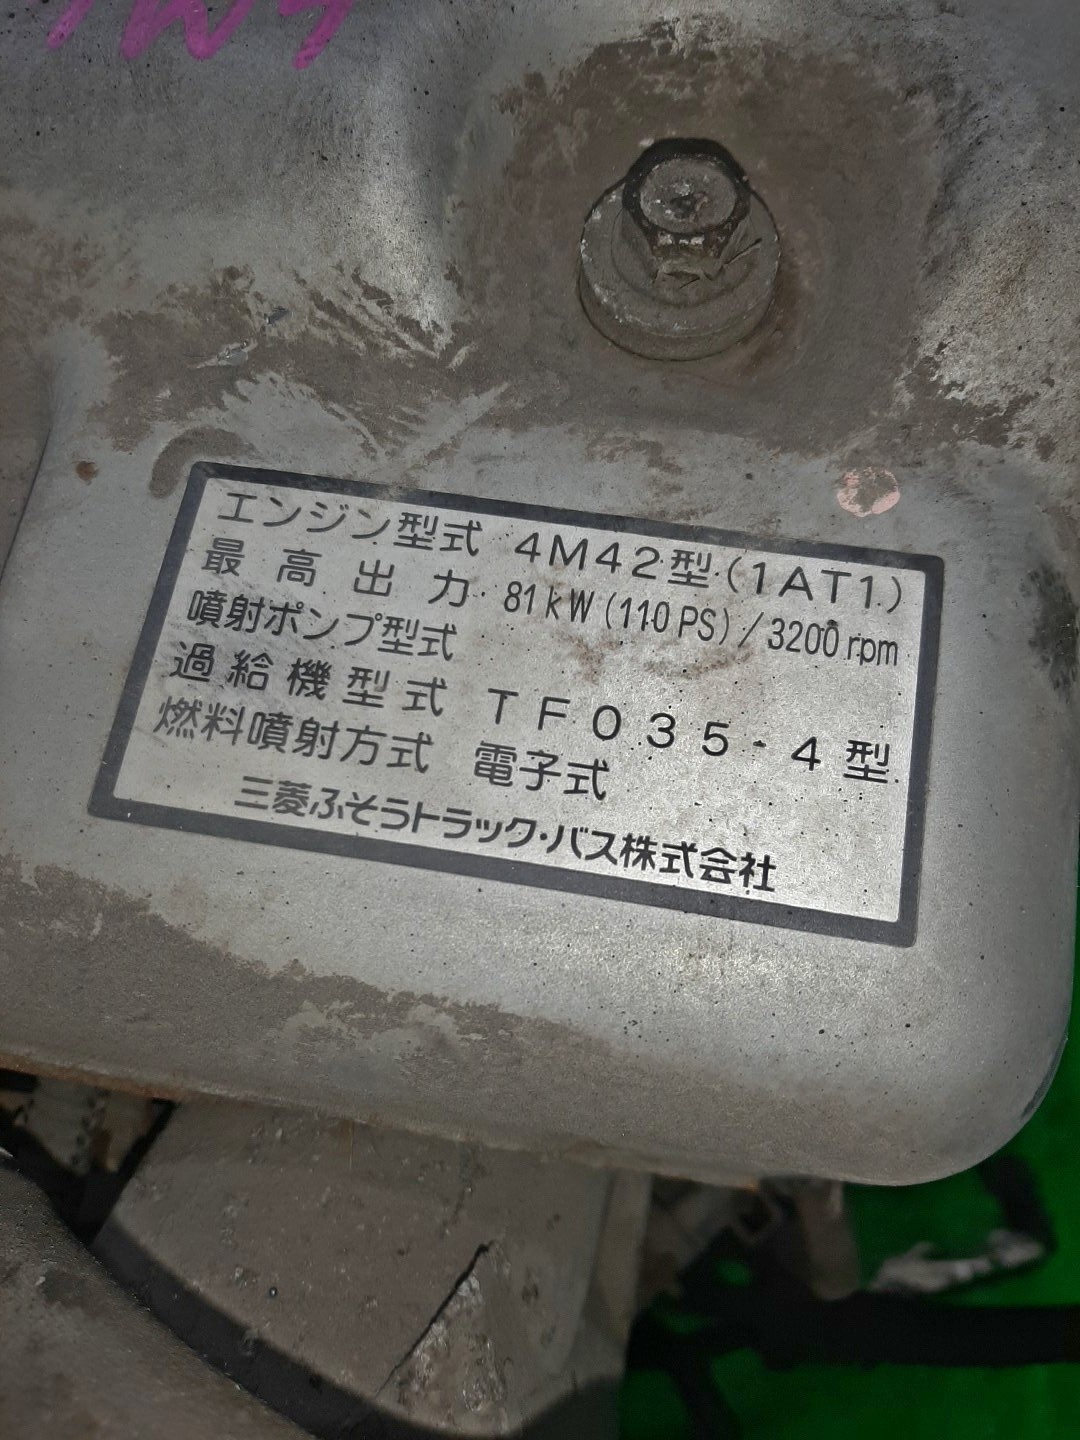 エンジン型式 4M42型(1AT1)
最高出力 81kW(110PS)/3200rpm
噴射ポンプ型式
過給機型式 TF035-4型
燃料噴射方式 電子式
三菱ふそうトラック・バス株式会社